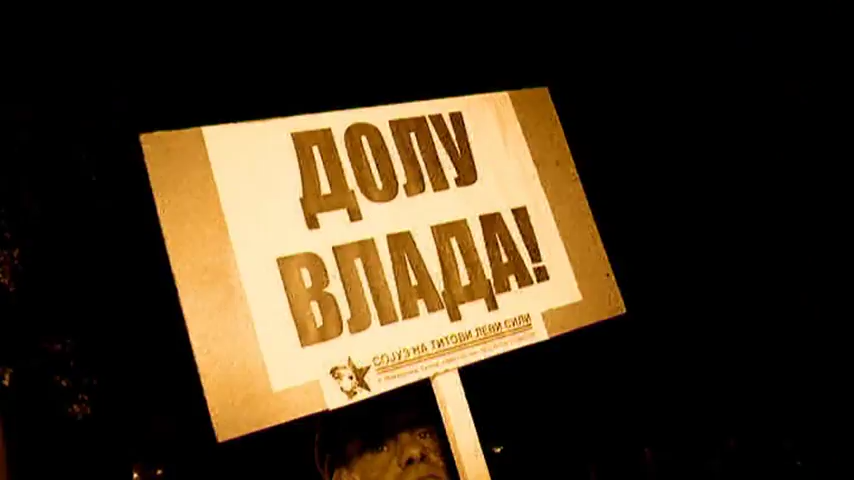 ДОЛУ
ВЛАДА!
СОЈУЗ НА ТИТОВИ ЛЕВИ СИЛИ